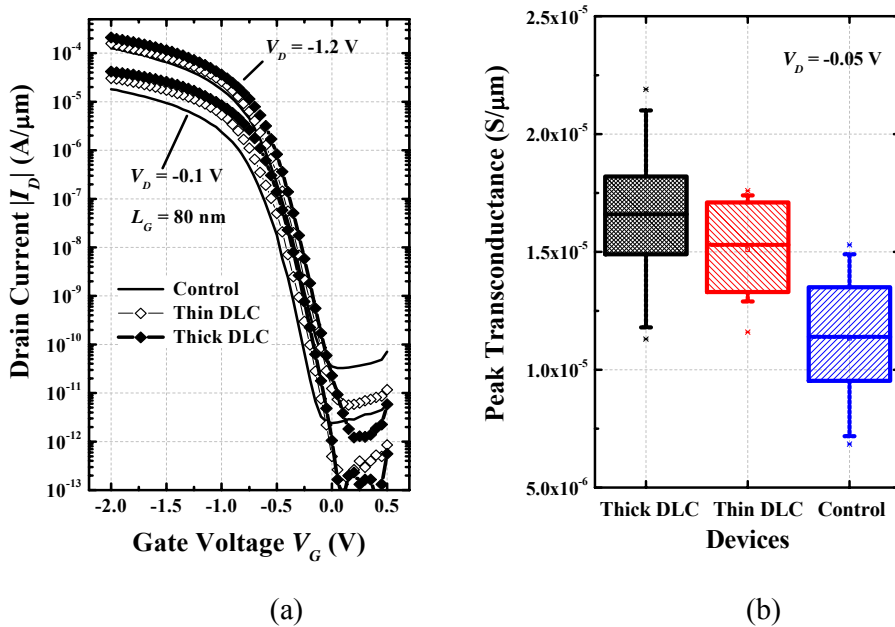 10⁻⁴
10⁻⁵
10⁻⁶
10⁻⁷
10⁻⁸
10⁻⁹
10⁻¹⁰
10⁻¹¹
10⁻¹²
10⁻¹³
Drain Current |I_D| (A/μm)
V_D = -1.2 V
V_D = -0.1 V
L_G = 80 nm
Control
Thin DLC
Thick DLC
-2.0 -1.5 -1.0 -0.5 0.0 0.5
Gate Voltage V_G (V)
(a)
2.5x10⁻⁵
2.0x10⁻⁵
1.5x10⁻⁵
1.0x10⁻⁵
5.0x10⁻⁶
Peak Transconductance (S/μm)
V_D = -0.05 V
Thick DLC Thin DLC Control
Devices
(b)